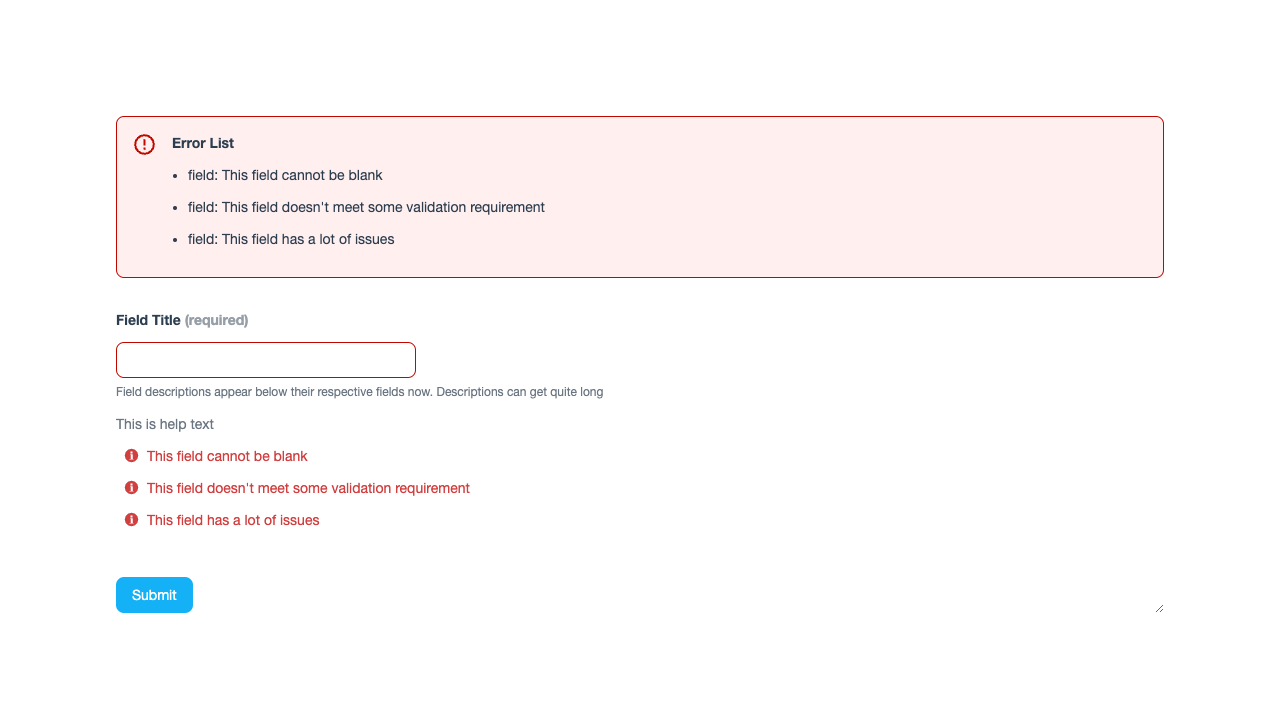 Error List
field: This field cannot be blank
field: This field doesn't meet some validation requirement
field: This field has a lot of issues
Field Title (required)
Field descriptions appear below their respective fields now. Descriptions can get quite long
This is help text
This field cannot be blank
This field doesn't meet some validation requirement
This field has a lot of issues
Submit